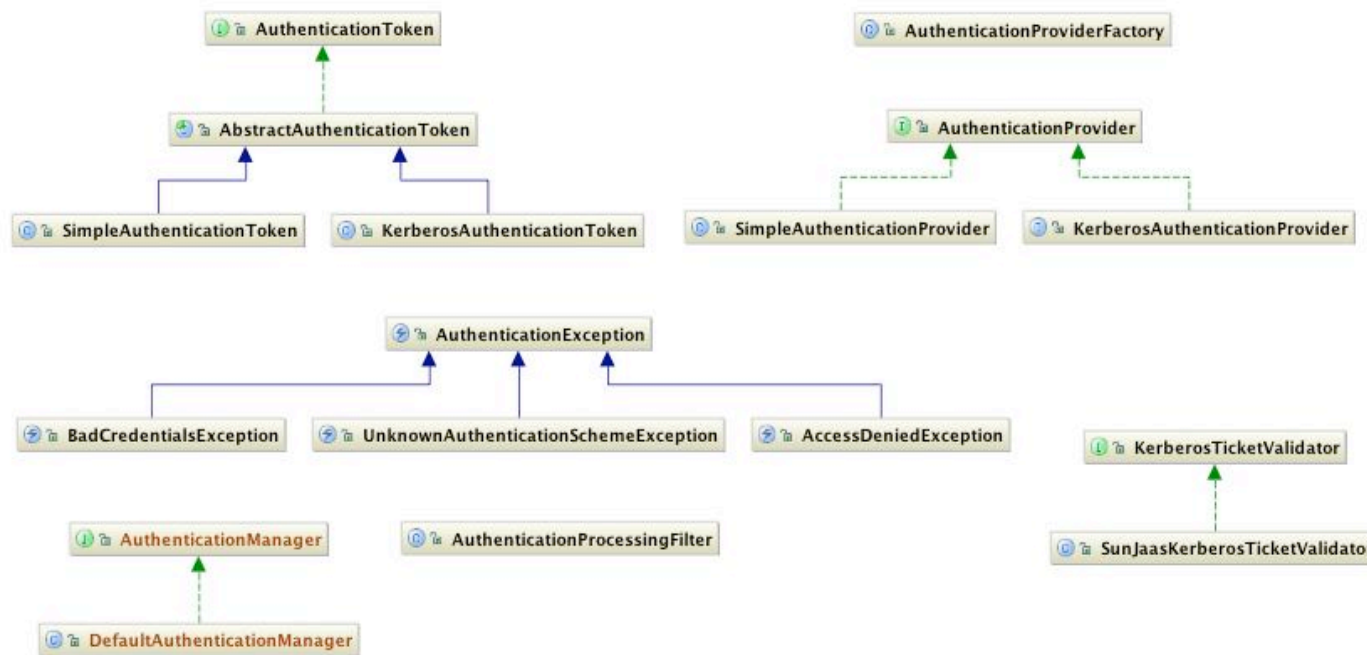 AuthenticationToken
AuthenticationProviderFactory
AbstractAuthenticationToken
AuthenticationProvider
SimpleAuthenticationToken
KerberosAuthenticationToken
SimpleAuthenticationProvider
KerberosAuthenticationProvider
AuthenticationException
BadCredentialsException
UnknownAuthenticationSchemeException
AccessDeniedException
KerberosTicketValidator
AuthenticationManager
AuthenticationProcessingFilter
SunJaasKerberosTicketValidato
DefaultAuthenticationManager